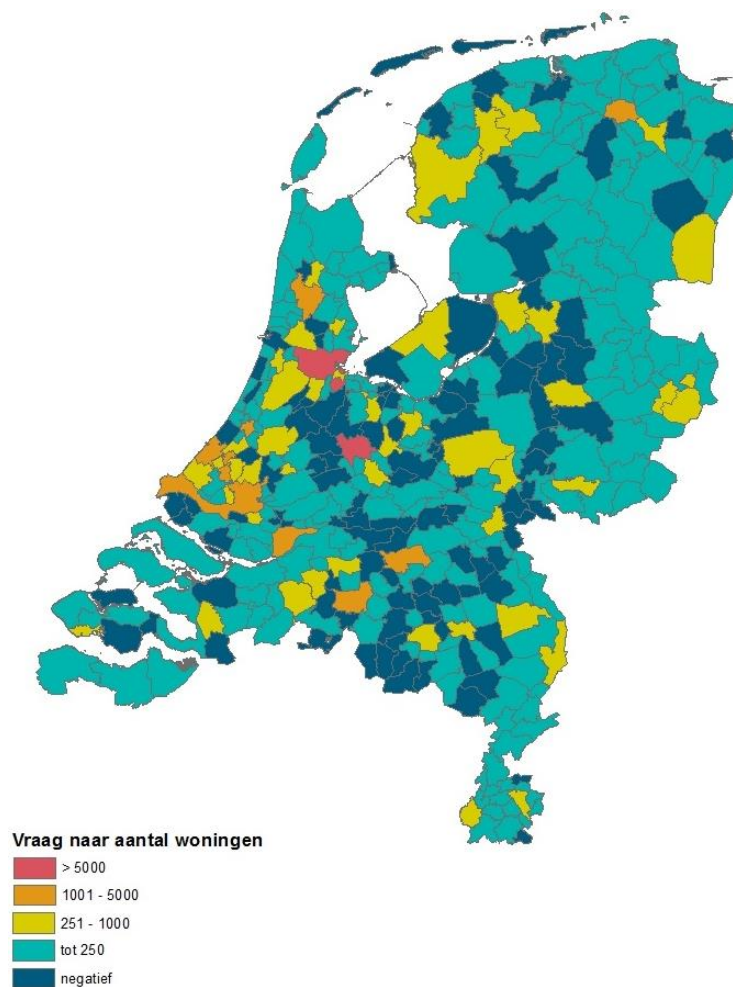 Vraag naar aantal woningen
> 5000
1001 - 5000
251 - 1000
tot 250
negatief